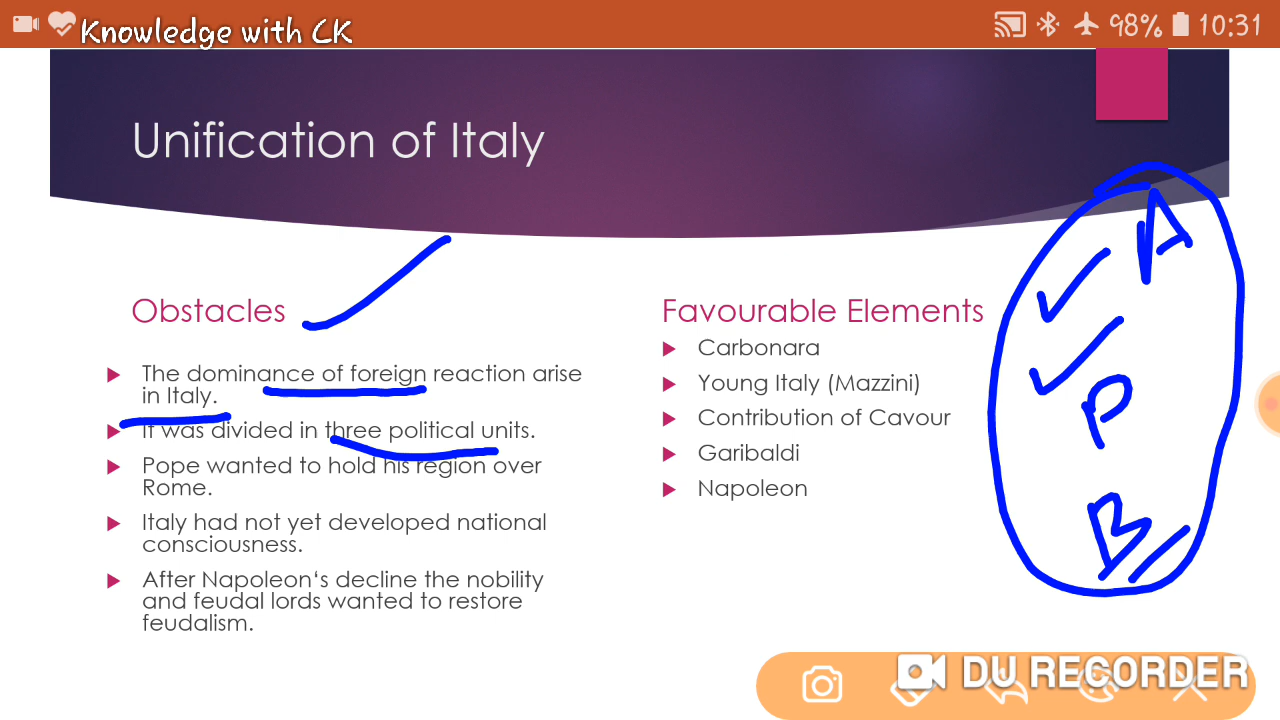 Knowledge with CK
98% 10:31
Unification of Italy
Obstacles
The dominance of foreign reaction arise
in Italy.
It was divided in three political units.
Pope wanted to hold his region over
Rome.
Italy had not yet developed national
consciousness.
After Napoleon‘s decline the nobility
and feudal lords wanted to restore
feudalism.
Favourable Elements
Carbonara
Young Italy (Mazzini)
Contribution of Cavour
Garibaldi
Napoleon
A
P
B
DU RECORDER